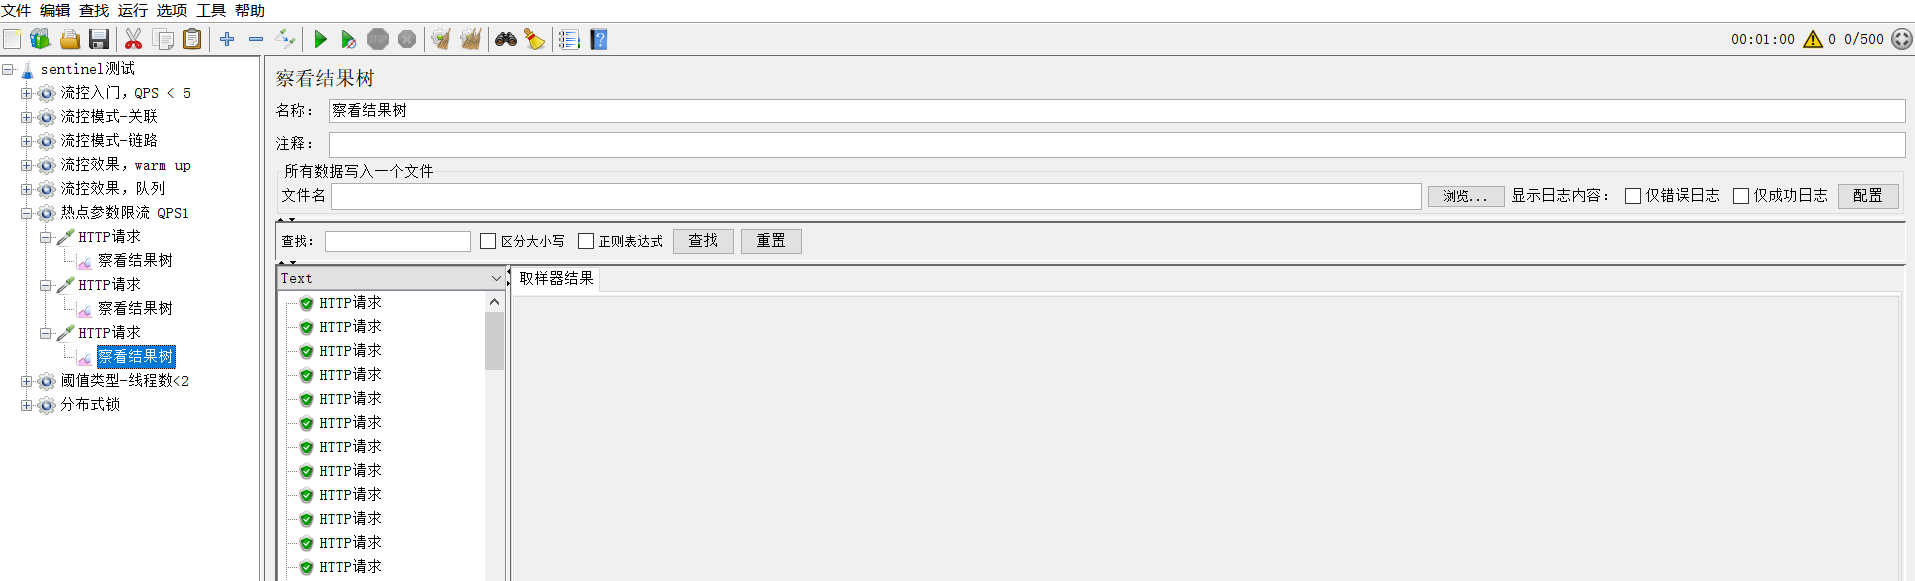 文件 编辑 查找 运行 选项 工具 帮助
STOP
00:01:00 0 0/500
sentinel测试
流控入门，QPS < 5
流控模式-关联
流控模式-链路
流控效果，warm up
流控效果，队列
热点参数限流 QPS1
HTTP请求
察看结果树
HTTP请求
察看结果树
HTTP请求
察看结果树
阈值类型-线程数<2
分布式锁
察看结果树
名称： 察看结果树
注释：
所有数据写入一个文件
文件名 浏览... 显示日志内容： 仅错误日志 仅成功日志 配置
查找: 区分大小写 正则表达式 查找 重置
Text
取样器结果
HTTP请求
HTTP请求
HTTP请求
HTTP请求
HTTP请求
HTTP请求
HTTP请求
HTTP请求
HTTP请求
HTTP请求
HTTP请求
HTTP请求